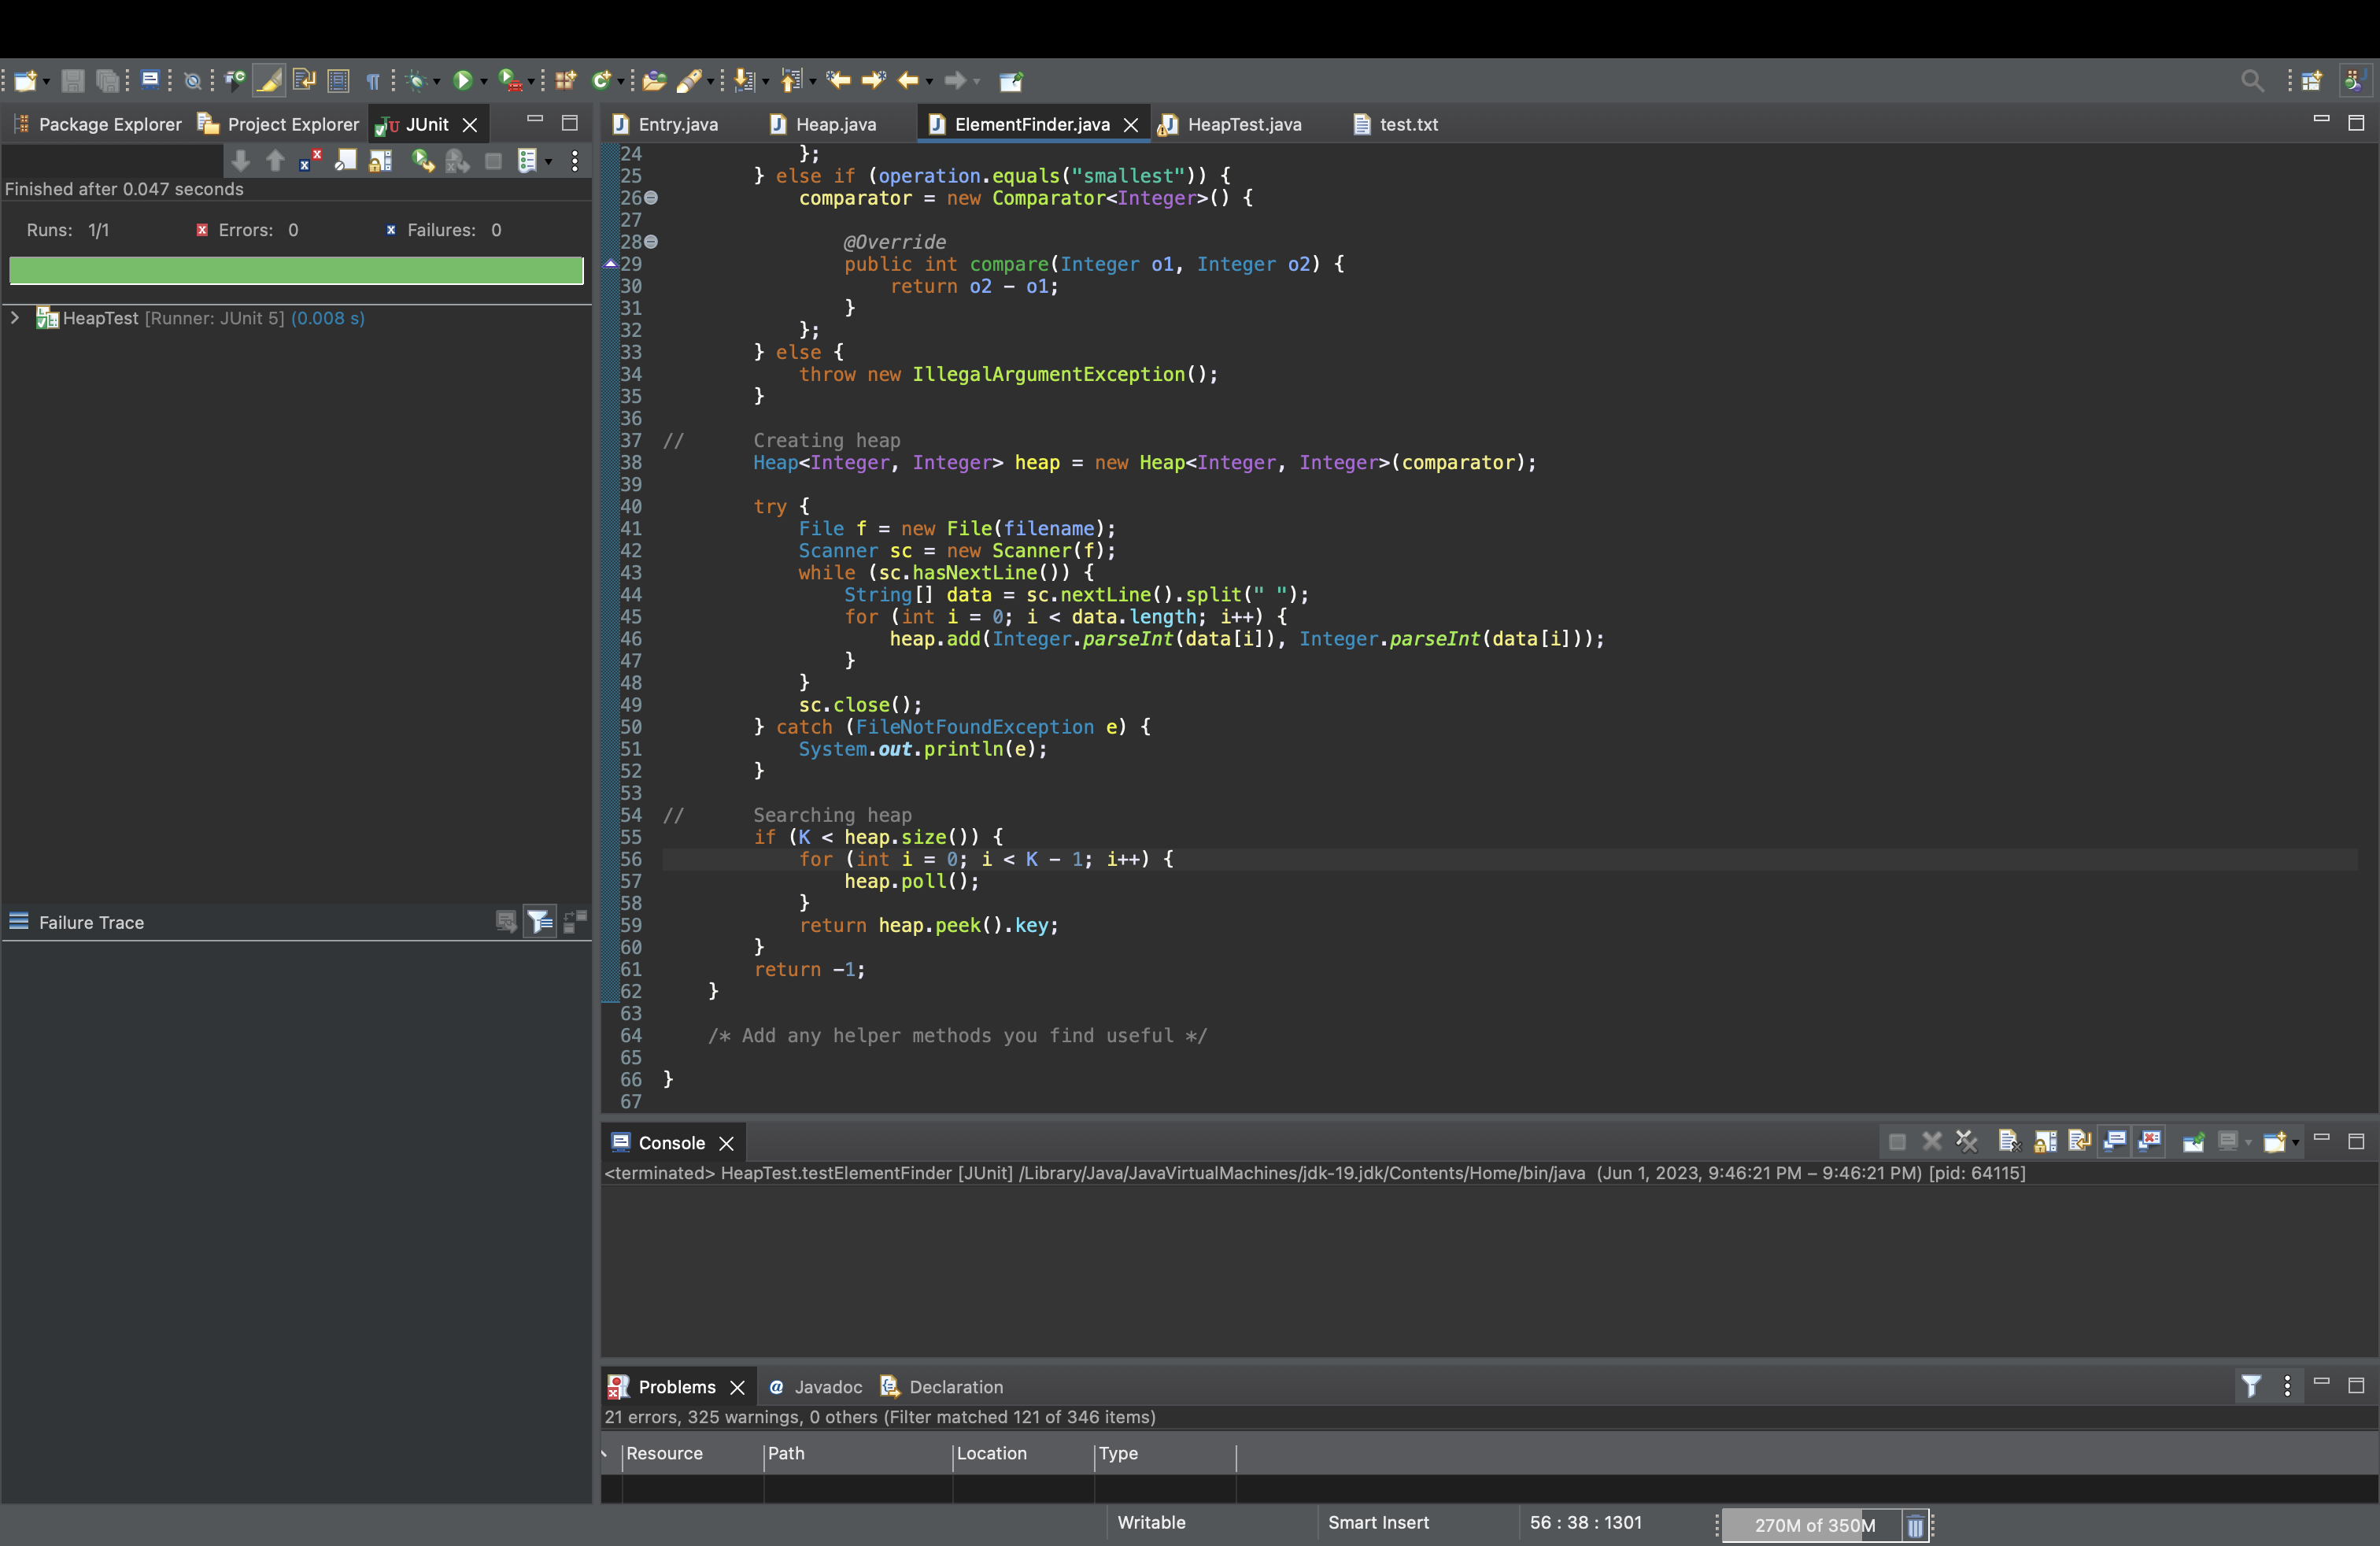 Package Explorer
Project Explorer
JUnit
Finished after 0.047 seconds
Runs: 1/1
Errors: 0
Failures: 0
HeapTest [Runner: JUnit 5] (0.008 s)
Failure Trace
Entry.java
Heap.java
ElementFinder.java
HeapTest.java
test.txt
24 };
25 } else if (operation.equals("smallest")) {
26 comparator = new Comparator<Integer>() {
27
28 @Override
29 public int compare(Integer o1, Integer o2) {
30 return o2 - o1;
31 }
32 };
33 } else {
34 throw new IllegalArgumentException();
35 }
36
37 // Creating heap
38 Heap<Integer, Integer> heap = new Heap<Integer, Integer>(comparator);
39
40 try {
41 File f = new File(filename);
42 Scanner sc = new Scanner(f);
43 while (sc.hasNextLine()) {
44 String[] data = sc.nextLine().split(" ");
45 for (int i = 0; i < data.length; i++) {
46 heap.add(Integer.parseInt(data[i]), Integer.parseInt(data[i]));
47 }
48 }
49 sc.close();
50 } catch (FileNotFoundException e) {
51 System.out.println(e);
52 }
53
54 // Searching heap
55 if (K < heap.size()) {
56 for (int i = 0; i < K - 1; i++) {
57 heap.poll();
58 }
59 return heap.peek().key;
60 }
61 return -1;
62 }
63
64 /* Add any helper methods you find useful */
65
66 }
67
Console
<terminated> HeapTest.testElementFinder [JUnit] /Library/Java/JavaVirtualMachines/jdk-19.jdk/Contents/Home/bin/java (Jun 1, 2023, 9:46:21 PM – 9:46:21 PM) [pid: 64115]
Problems
Javadoc
Declaration
21 errors, 325 warnings, 0 others (Filter matched 121 of 346 items)
Resource
Path
Location
Type
Writable
Smart Insert
56 : 38 : 1301
270M of 350M